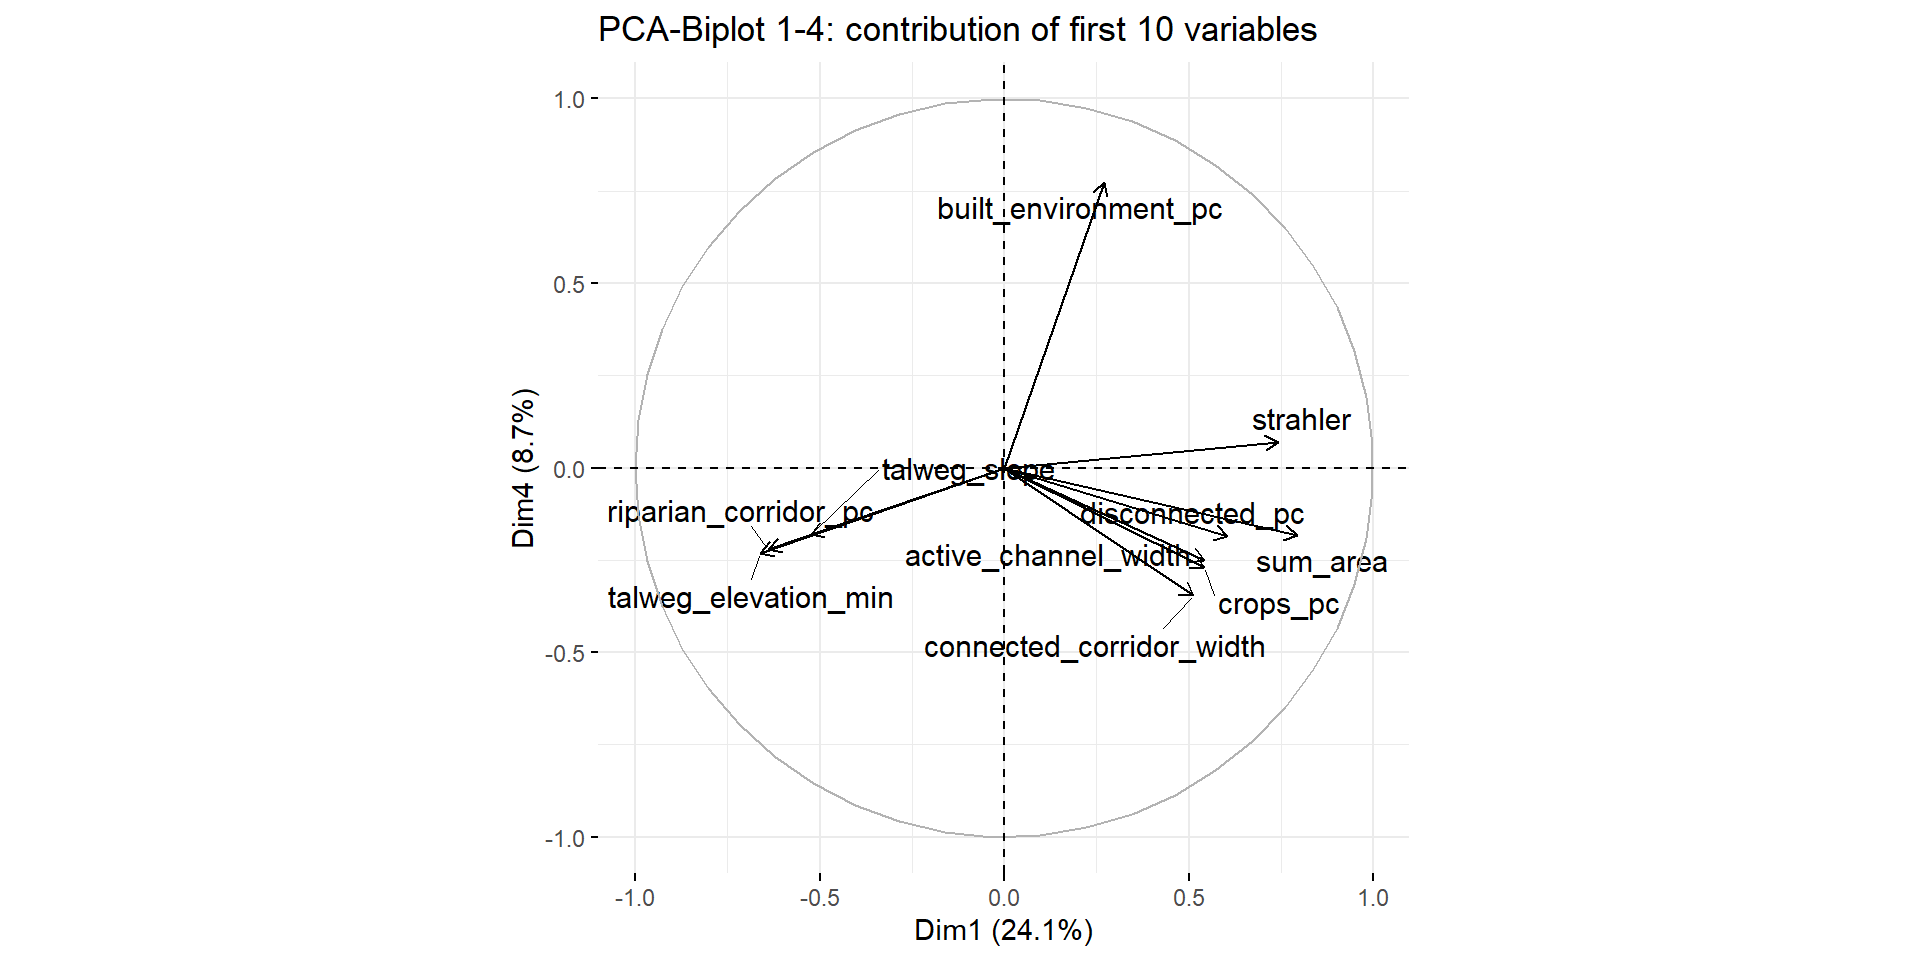 PCA-Biplot 1-4: contribution of first 10 variables
1.0
0.5
0.0
-0.5
-1.0
Dim4 (8.7%)
built_environment_pc
strahler
talweg_slope
riparian_corridor_pc
disconnected_pc
active_channel_width
sum_area
talweg_elevation_min
crops_pc
connected_corridor_width
-1.0
-0.5
0.0
0.5
1.0
Dim1 (24.1%)